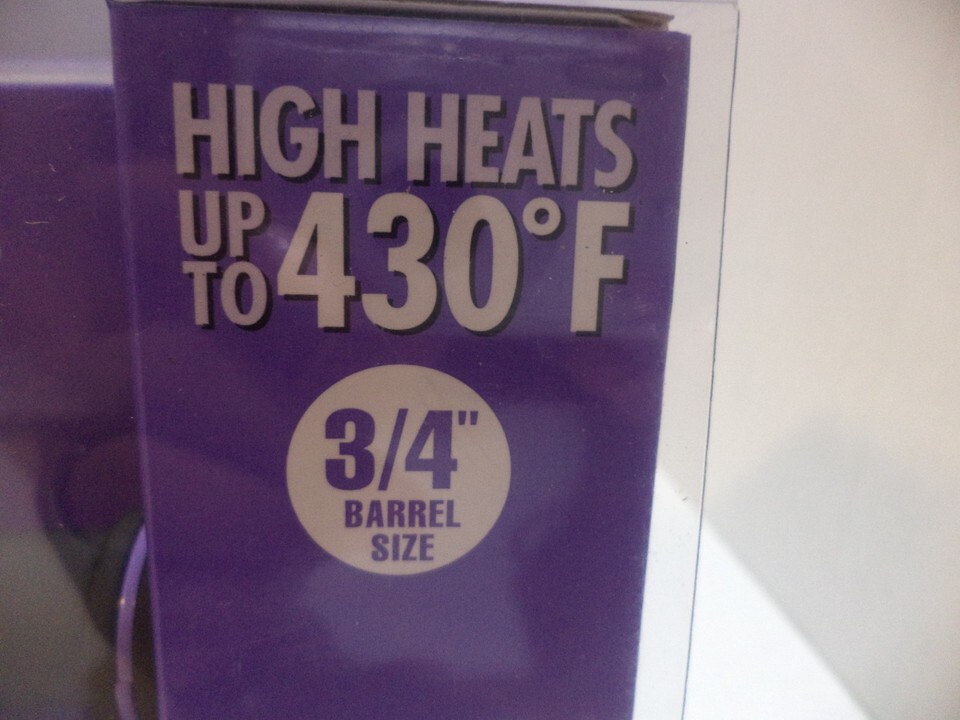 HIGH HEATS
UP
TO 430°F
3/4"
BARREL
SIZE